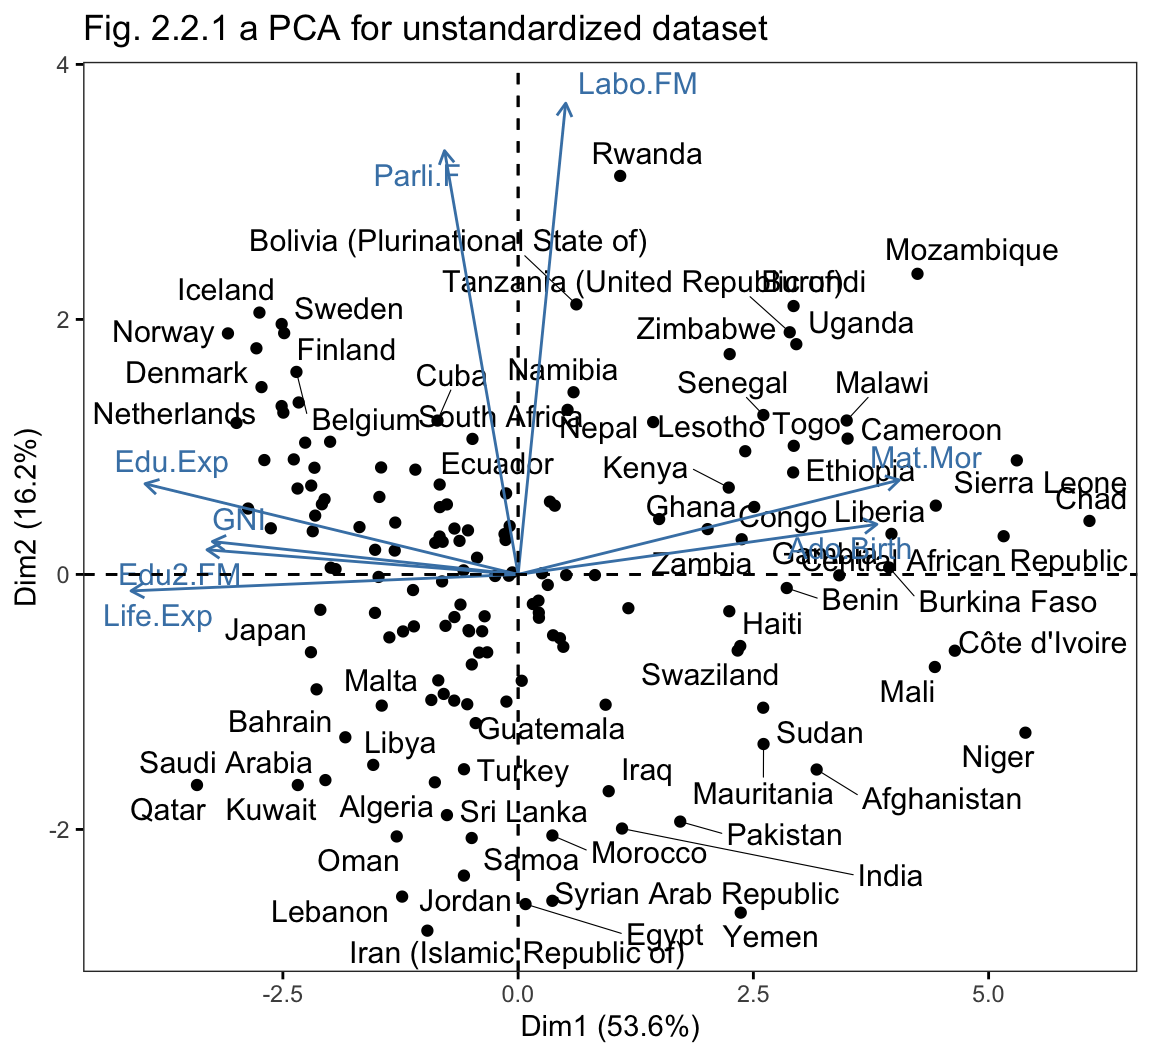 Fig. 2.2.1 a PCA for unstandardized dataset
4
Labo.FM
Rwanda
Parli.F
Bolivia (Plurinational State of)
Mozambique
Tanzania (United Republic of)
Burundi
Iceland
Sweden
2
Norway
Zimbabwe
Uganda
Finland
Denmark
Cuba
Namibia
Senegal
Malawi
Netherlands
Belgium
South Africa
Nepal
Lesotho
Togo
Cameroon
Edu.Exp
Ecuador
Kenya
Ethiopia
Mat.Mor
Sierra Leone
Chad
GNI
Ghana
Congo
Liberia
Zambia
Gambia
Ado.Birth
Central African Republic
0
Edu2.FM
Life.Exp
Benin
Burkina Faso
Japan
Haiti
Côte d'Ivoire
Malta
Swaziland
Mali
Bahrain
Libya
Guatemala
Sudan
Niger
Saudi Arabia
Turkey
Iraq
Qatar
Kuwait
Algeria
Sri Lanka
Mauritania
Afghanistan
-2
Pakistan
Oman
Samoa
Morocco
India
Lebanon
Jordan
Syrian Arab Republic
Egypt
Yemen
Iran (Islamic Republic of)
-2.5
0.0
2.5
5.0
Dim1 (53.6%)
Dim2 (16.2%)